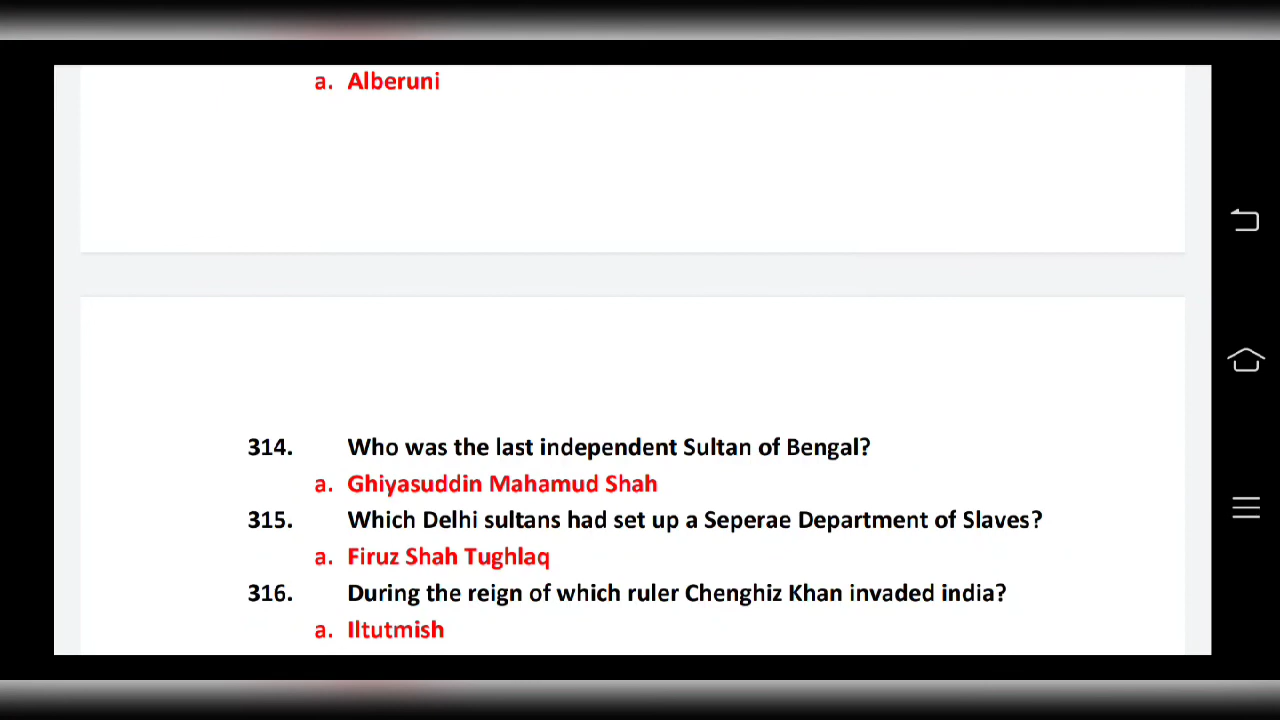 a. Alberuni
314. Who was the last independent Sultan of Bengal?
a. Ghiyasuddin Mahamud Shah
315. Which Delhi sultans had set up a Seperae Department of Slaves?
a. Firuz Shah Tughlaq
316. During the reign of which ruler Chenghiz Khan invaded india?
a. Iltutmish